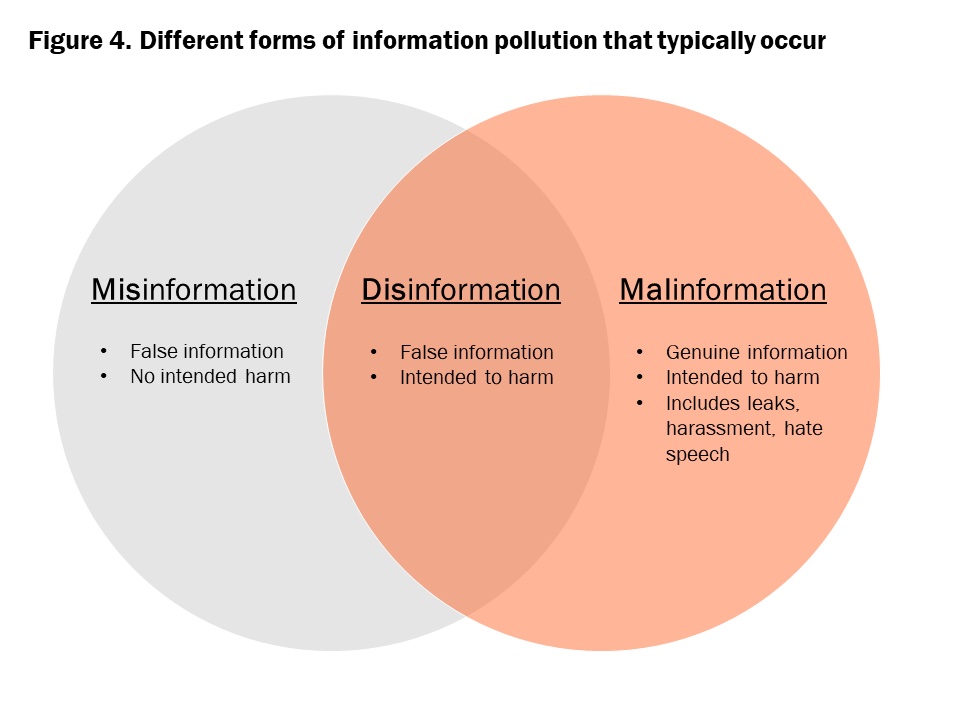 Figure 4. Different forms of information pollution that typically occur
Misinformation
• False information
• No intended harm
Disinformation
• False information
• Intended to harm
Malinformation
• Genuine information
• Intended to harm
• Includes leaks,
harassment, hate
speech